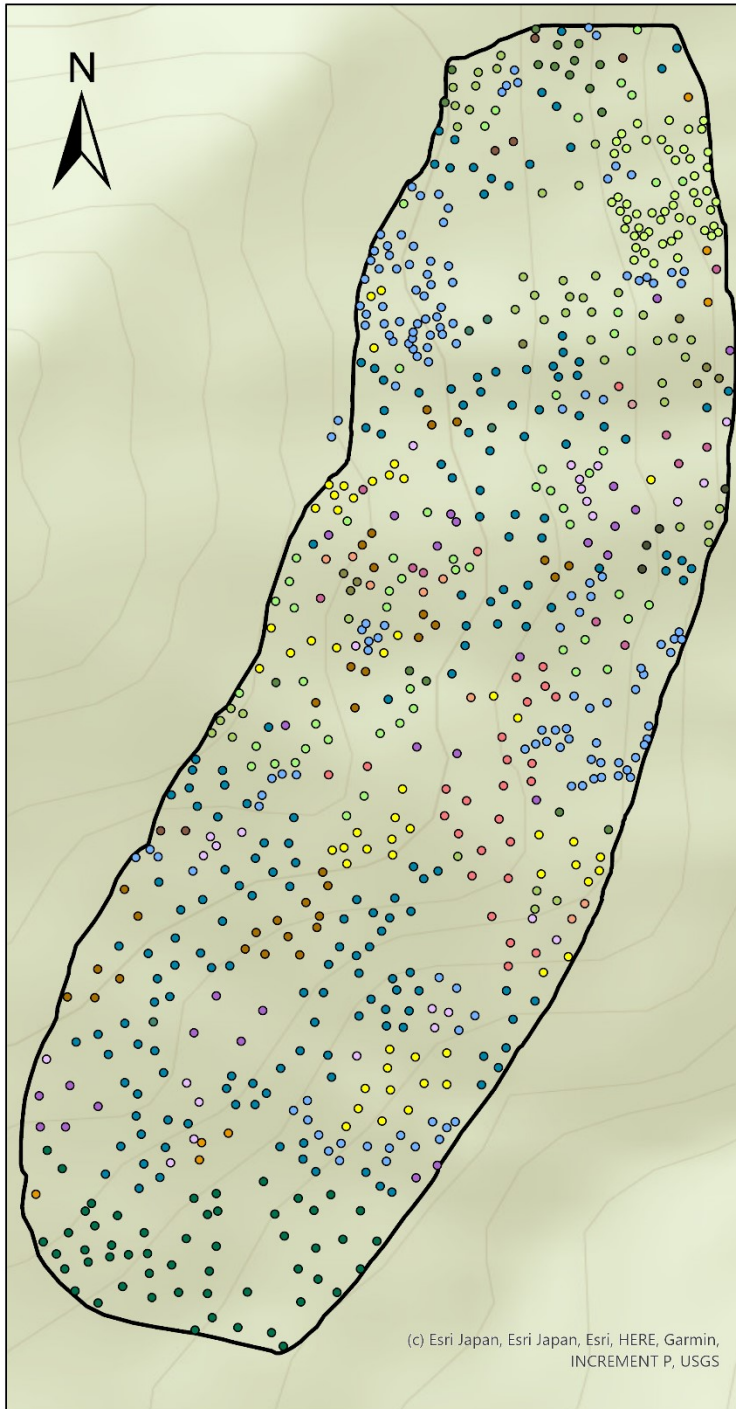 N
(c) Esri Japan, Esri Japan, Esri, HERE, Garmin,
INCREMENT P, USGS